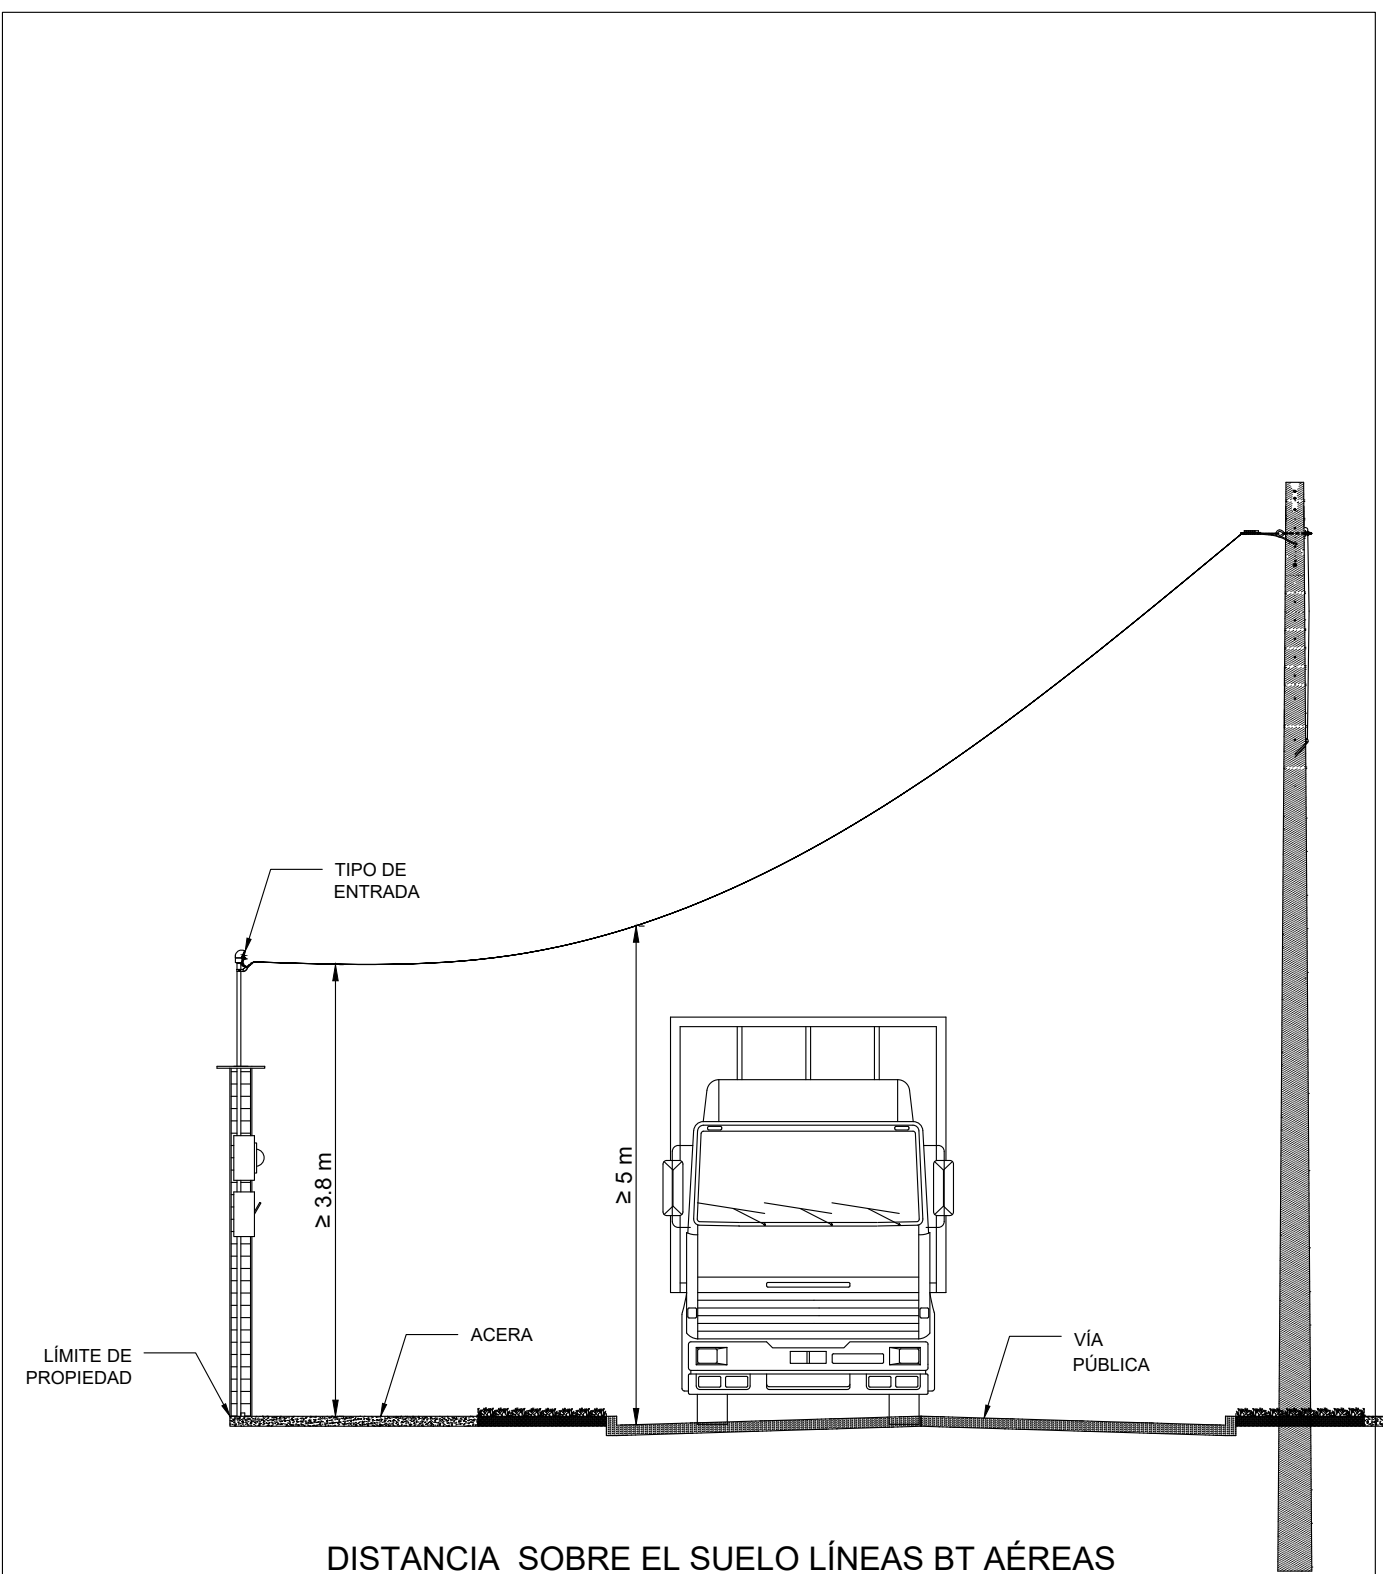 TIPO DE
ENTRADA
≥ 3.8 m
≥ 5 m
ACERA
LÍMITE DE
PROPIEDAD
VÍA
PÚBLICA
DISTANCIA SOBRE EL SUELO LÍNEAS BT AÉREAS